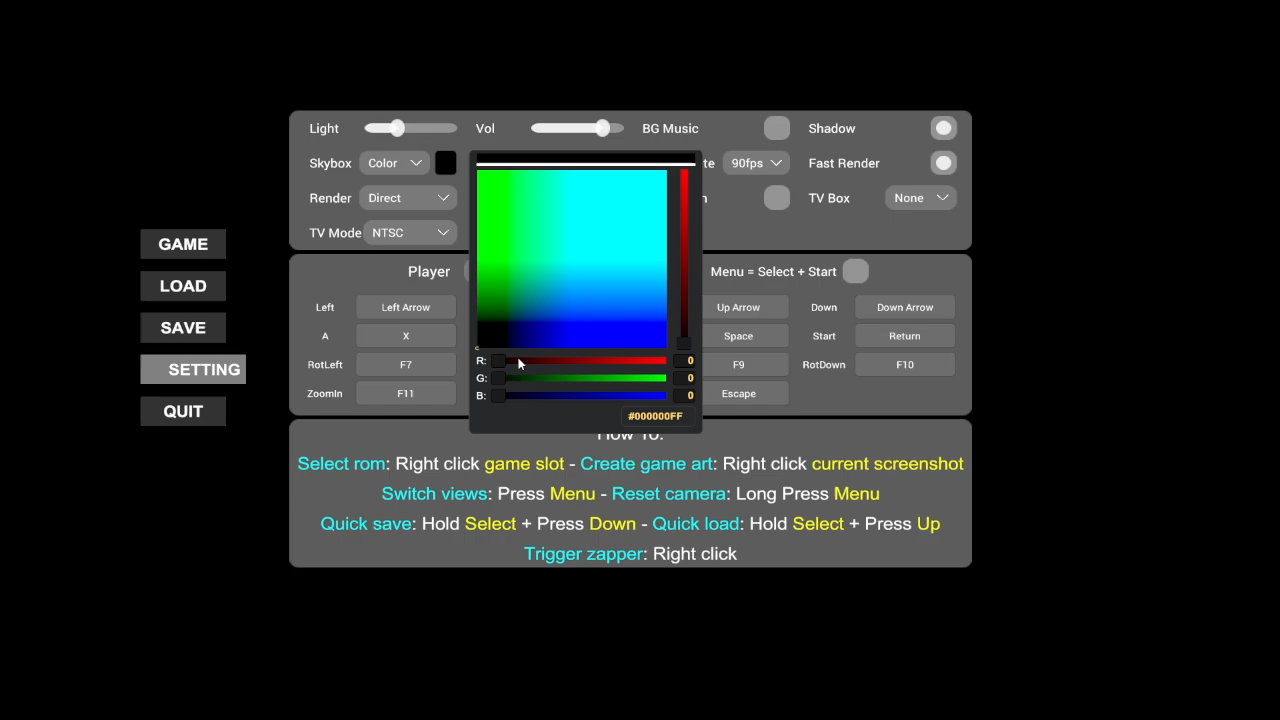 Light Vol BG Music Shadow
Skybox Color te 90fps Fast Render
Render Direct n TV Box None
TV Mode NTSC
GAME
LOAD
SAVE
SETTING
QUIT
Player Menu = Select + Start
Left Left Arrow Up Arrow Down Down Arrow
A X Space Start Return
RotLeft F7 F9 RotDown F10
ZoomIn F11 Escape
R: 0
G: 0
B: 0
#000000FF
How To:
Select rom: Right click game slot - Create game art: Right click current screenshot
Switch views: Press Menu - Reset camera: Long Press Menu
Quick save: Hold Select + Press Down - Quick load: Hold Select + Press Up
Trigger zapper: Right click